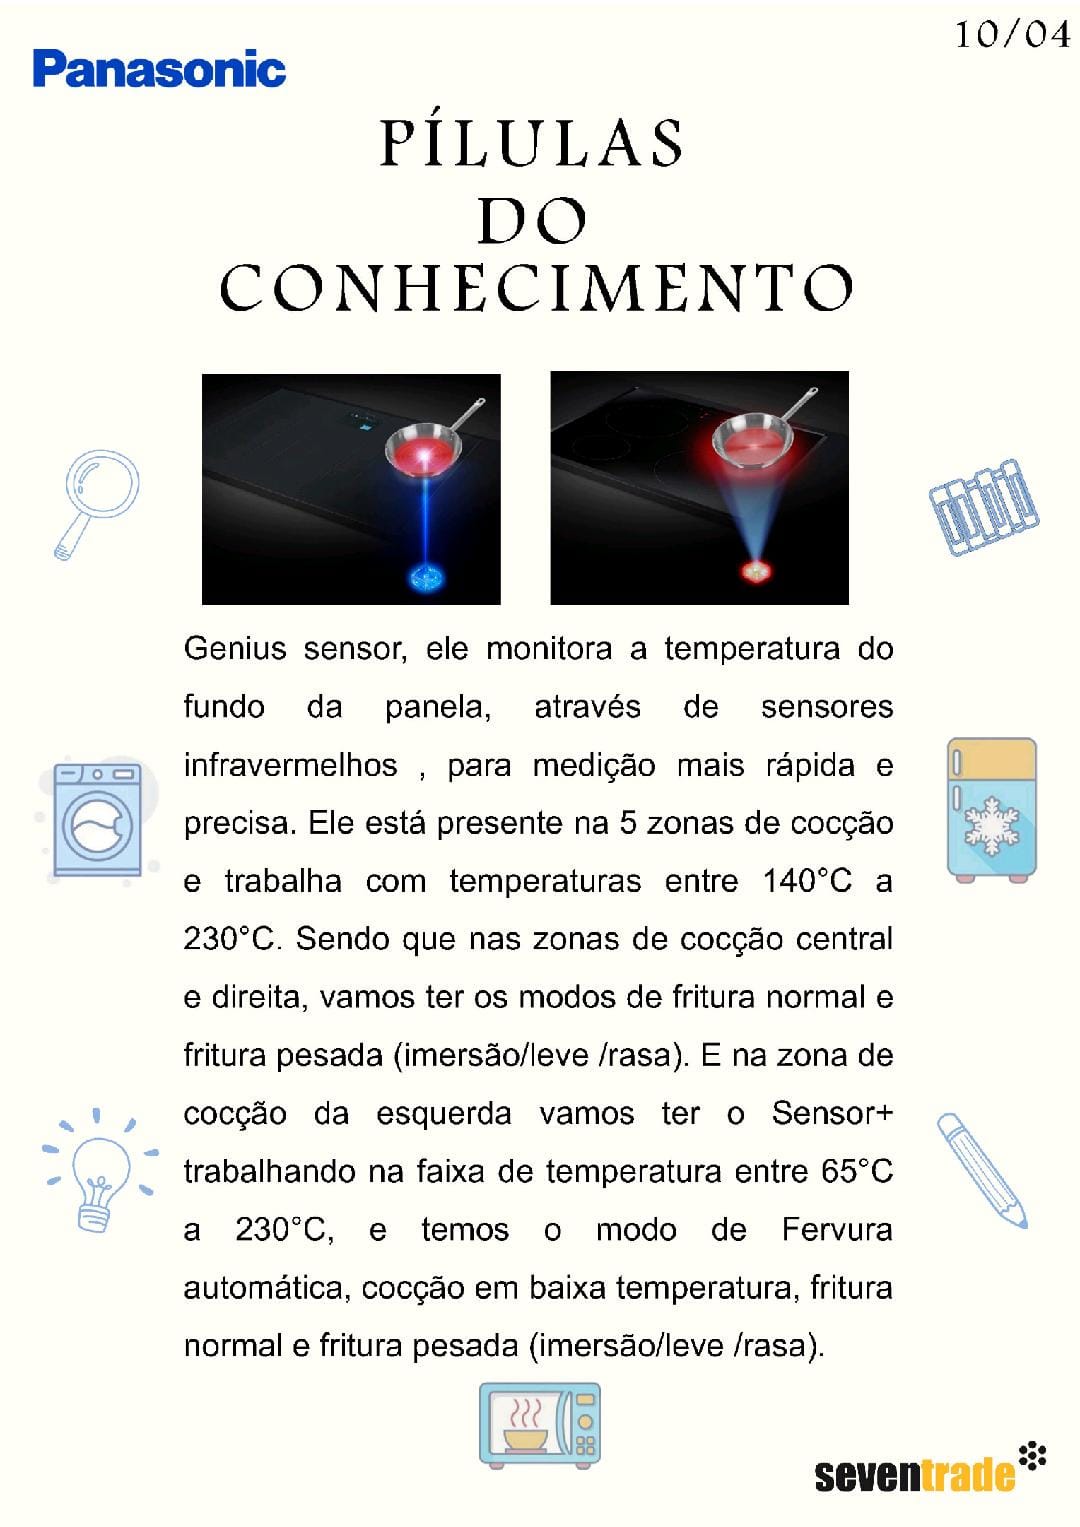 10/04
Panasonic
PÍLULAS
DO
CONHECIMENTO
Genius sensor, ele monitora a temperatura do
fundo da panela, através de sensores
infravermelhos , para medição mais rápida e
precisa. Ele está presente na 5 zonas de cocção
e trabalha com temperaturas entre 140°C a
230°C. Sendo que nas zonas de cocção central
e direita, vamos ter os modos de fritura normal e
fritura pesada (imersão/leve /rasa). E na zona de
cocção da esquerda vamos ter o Sensor+
trabalhando na faixa de temperatura entre 65°C
a 230°C, e temos o modo de Fervura
automática, cocção em baixa temperatura, fritura
normal e fritura pesada (imersão/leve /rasa).
seventrade